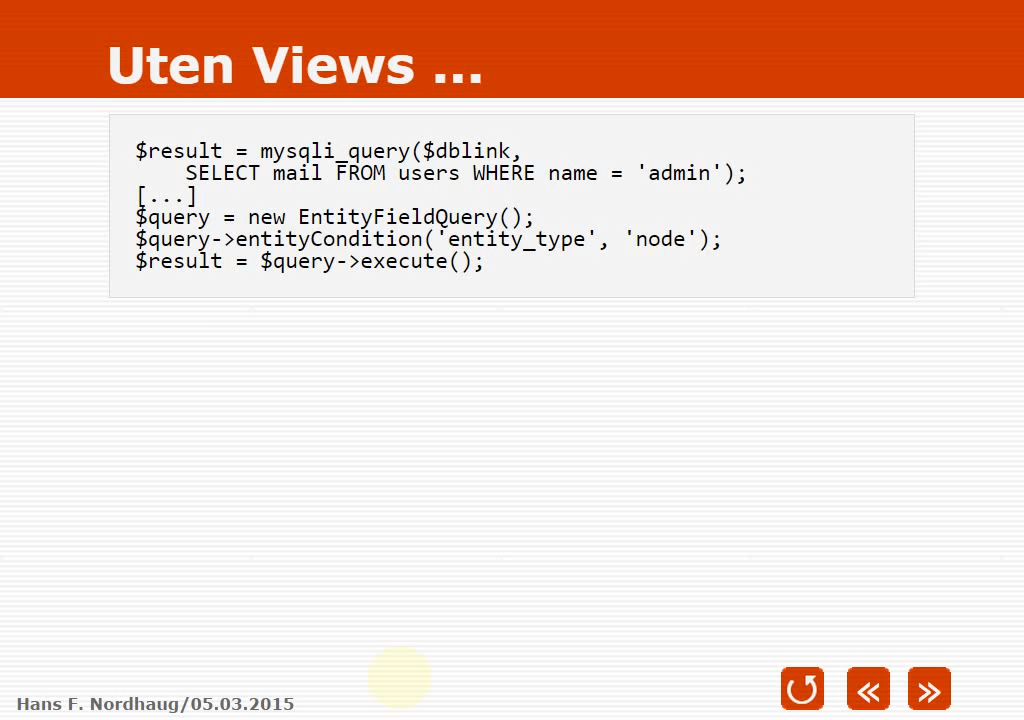 Uten Views ...
$result = mysqli_query($dblink,
    SELECT mail FROM users WHERE name = 'admin');
[...]
$query = new EntityFieldQuery();
$query->entityCondition('entity_type', 'node');
$result = $query->execute();
Hans F. Nordhaug/05.03.2015